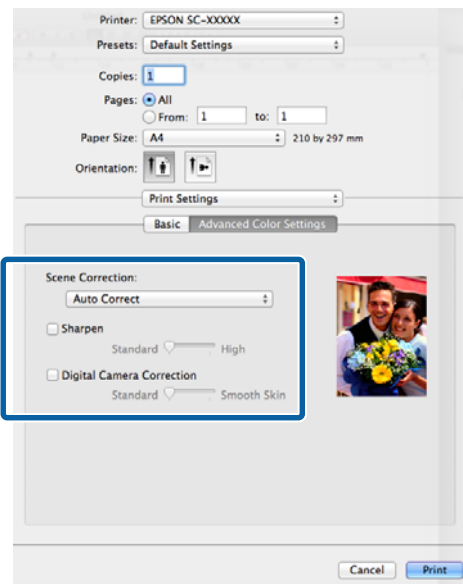 Printer: EPSON SC-XXXXX
Presets: Default Settings
Copies: 1
Pages: All
From: 1 to: 1
Paper Size: A4 210 by 297 mm
Orientation:
Print Settings
Basic Advanced Color Settings
Scene Correction:
Auto Correct
Sharpen
Standard High
Digital Camera Correction
Standard Smooth Skin
Cancel Print